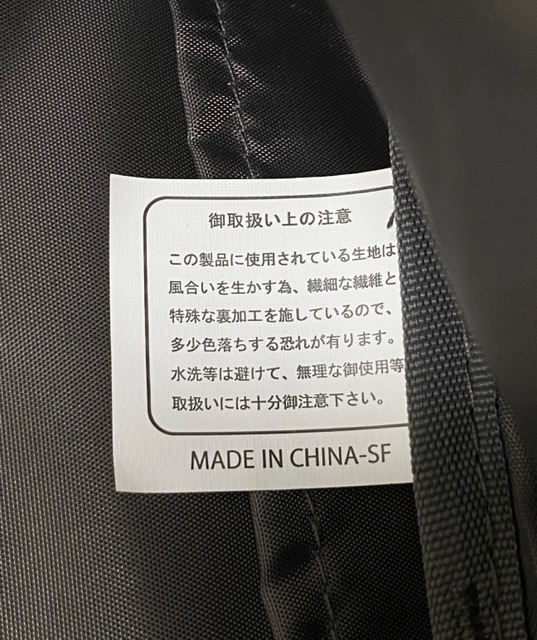 御取扱い上の注意
この製品に使用されている生地は
風合いを生かす為、繊細な繊維と
特殊な裏加工を施しているので、
多少色落ちする恐れが有ります。
水洗等は避けて、無理な御使用等
取扱いには十分御注意下さい。
MADE IN CHINA-SF